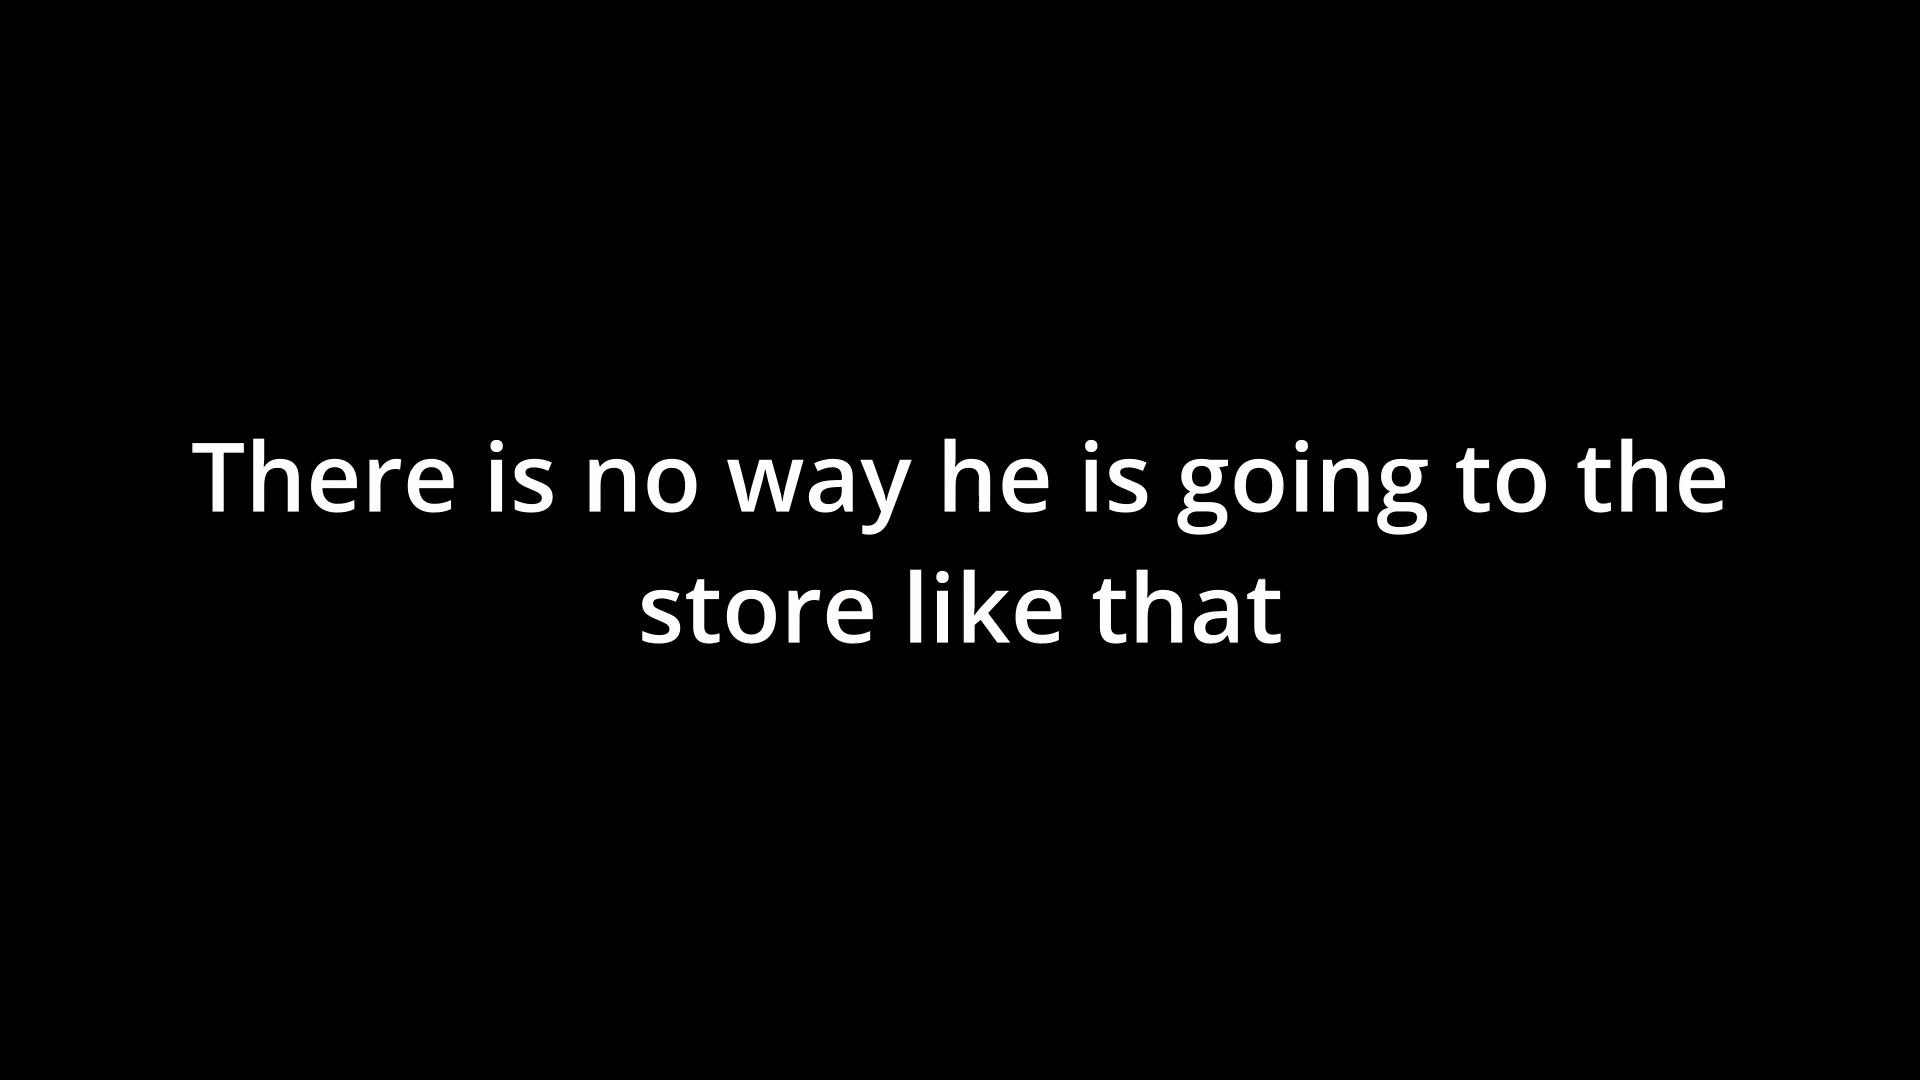 There is no way he is going to the
store like that